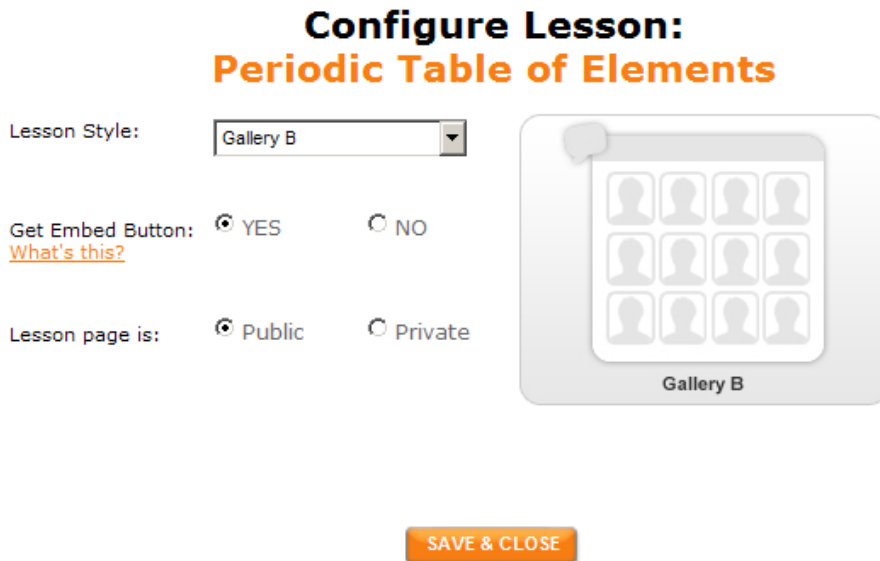 Configure Lesson:
Periodic Table of Elements
Lesson Style:
Gallery B
Get Embed Button:
What's this?
YES
NO
Lesson page is:
Public
Private
Gallery B
SAVE & CLOSE